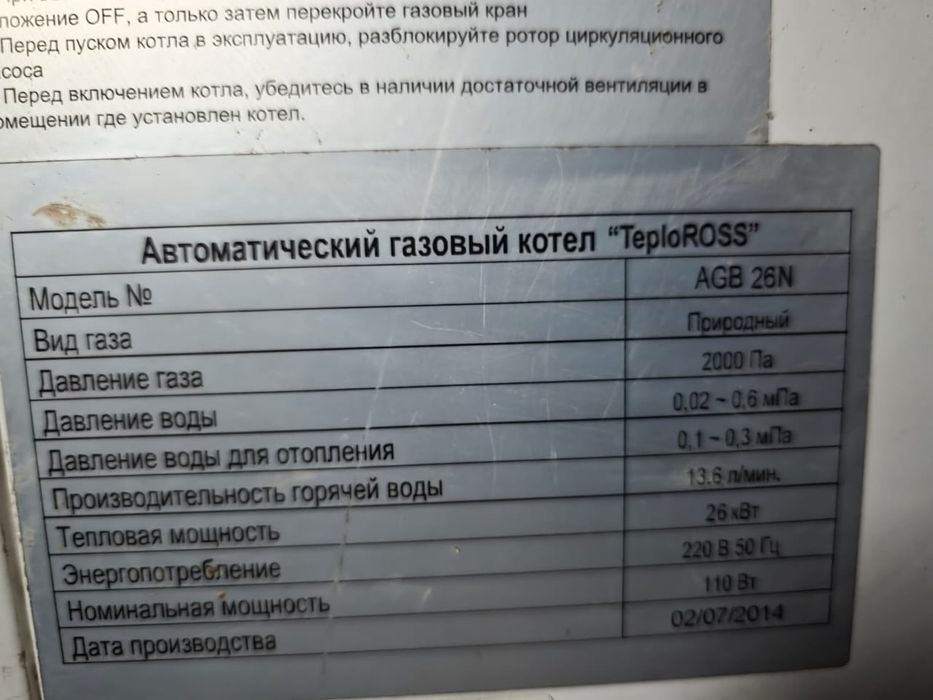 ложение OFF, а только затем перекройте газовый кран
Перед пуском котла в эксплуатацию, разблокируйте ротор циркуляционного
соса
Перед включением котла, убедитесь в наличии достаточной вентиляции в
омещении где установлен котел.
Автоматический газовый котел “TeploROSS”
Модель № AGB 26N
Вид газа Природный
Давление газа 2000 Па
Давление воды 0,02 ~ 0,6 мПа
Давление воды для отопления 0,1 ~ 0,3 мПа
Производительность горячей воды 13.6 л/мин.
Тепловая мощность 26 кВт
Энергопотребление 220 В 50 Гц
Номинальная мощность 110 Вт
Дата производства 02/07/2014